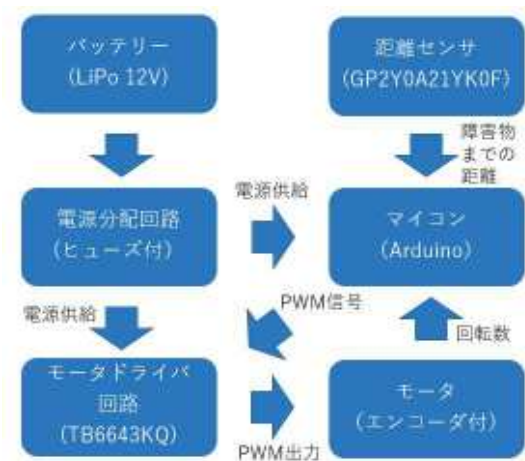 バッテリー
(LiPo 12V)
距離センサ
(GP2Y0A21YK0F)
障害物
までの
距離
電源供給
電源分配回路
(ヒューズ付)
マイコン
(Arduino)
電源供給
PWM信号
回転数
モータドライバ
回路
(TB6643KQ)
モータ
(エンコーダ付)
PWM出力